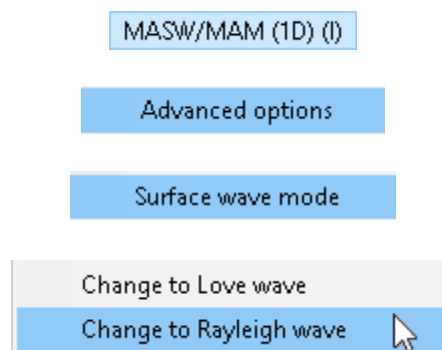 MASW/MAM (1D) (I)
Advanced options
Surface wave mode
Change to Love wave
Change to Rayleigh wave